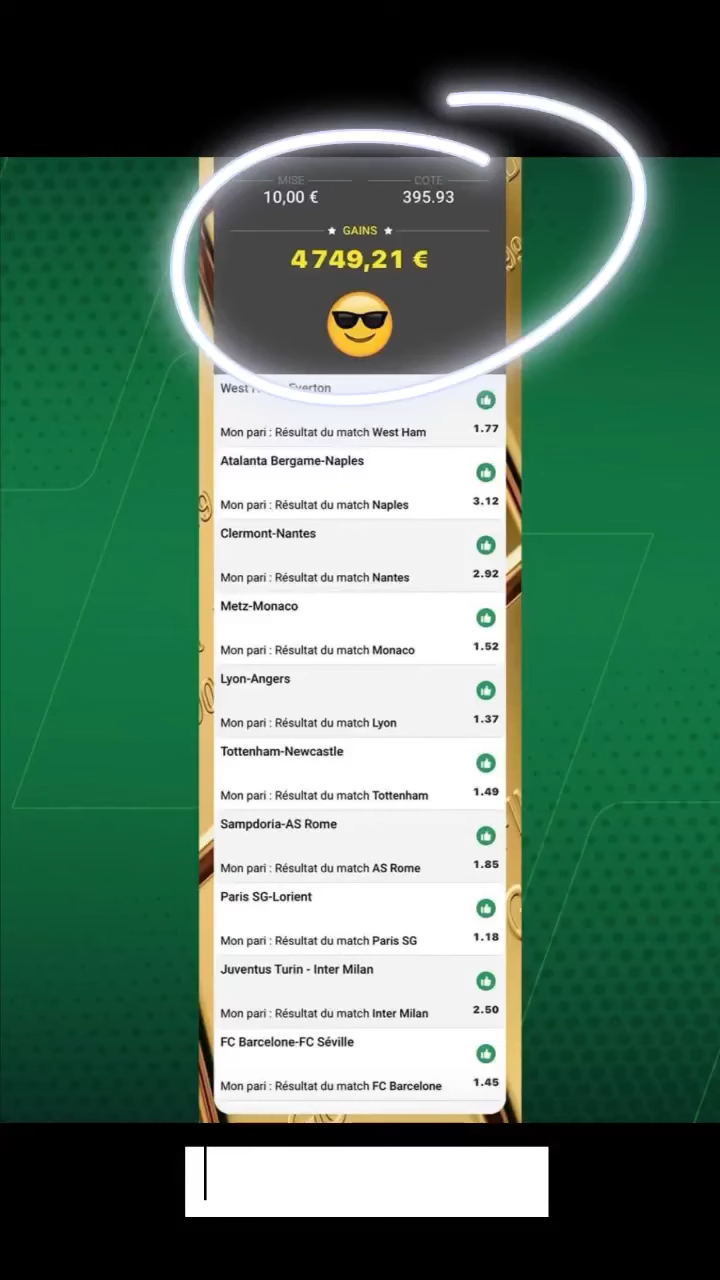 MISE
COTE
10,00 €
395.93
GAINS
4 749,21 €
West Everton
Mon pari : Résultat du match West Ham
1.77
Atalanta Bergame-Naples
Mon pari : Résultat du match Naples
3.12
Clermont-Nantes
Mon pari : Résultat du match Nantes
2.92
Metz-Monaco
Mon pari : Résultat du match Monaco
1.52
Lyon-Angers
Mon pari : Résultat du match Lyon
1.37
Tottenham-Newcastle
Mon pari : Résultat du match Tottenham
1.49
Sampdoria-AS Rome
Mon pari : Résultat du match AS Rome
1.85
Paris SG-Lorient
Mon pari : Résultat du match Paris SG
1.18
Juventus Turin - Inter Milan
Mon pari : Résultat du match Inter Milan
2.50
FC Barcelone-FC Séville
Mon pari : Résultat du match FC Barcelone
1.45